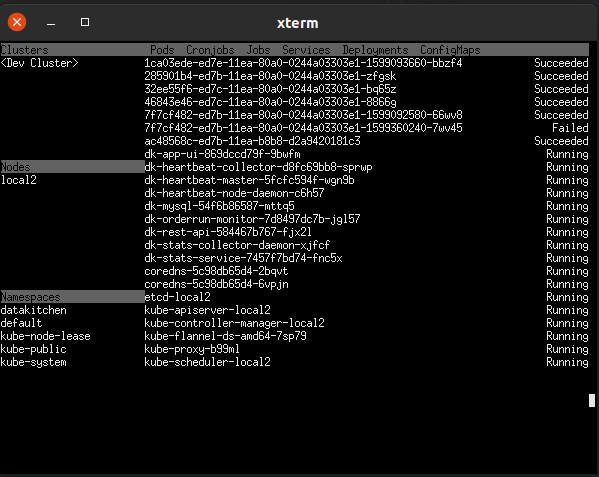 xterm
Clusters Pods Cronjobs Jobs Services Deployments ConfigMaps
<Dev Cluster> 1ca03ede-ed7e-11ea-80a0-0244a03303e1-1599093660-bbzf4 Succeeded
285901b4-ed7b-11ea-80a0-0244a03303e1-zfgsk Succeeded
32ee55f6-ed7c-11ea-80a0-0244a03303e1-bq65z Succeeded
46843e46-ed7c-11ea-80a0-0244a03303e1-8866g Succeeded
7f7cf482-ed7b-11ea-80a0-0244a03303e1-1599092580-66wv8 Succeeded
7f7cf482-ed7b-11ea-80a0-0244a03303e1-1599360240-7wv45 Failed
ac48568c-ed7b-11ea-b8b8-d2a9420181c3 Succeeded
dk-app-ui-869dccd79f-9bwfm Running
Nodes dk-heartbeat-collector-d8fc69bb8-sprwp Running
local2 dk-heartbeat-master-5fcfc594f-wgn9b Running
dk-heartbeat-node-daemon-c6h57 Running
dk-mysql-54f6b86587-mttq5 Running
dk-orderrun-monitor-7d8497dc7b-jgl57 Running
dk-rest-api-584467b767-fjx2l Running
dk-stats-collector-daemon-xjfcf Running
dk-stats-service-7457f7bd74-fnc5x Running
coredns-5c98db65d4-2bqvt Running
coredns-5c98db65d4-6vpjn Running
Namespaces etcd-local2 Running
datakitchen kube-apiserver-local2 Running
default kube-controller-manager-local2 Running
kube-node-lease kube-flannel-ds-amd64-7sp79 Running
kube-public kube-proxy-b99ml Running
kube-system kube-scheduler-local2 Running